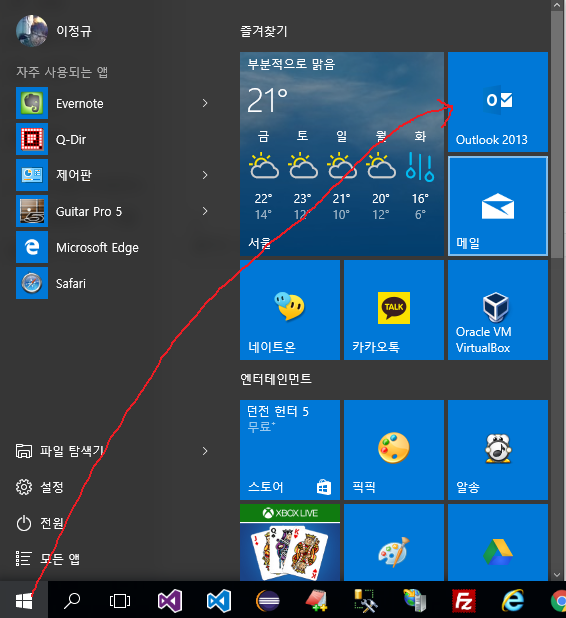 이정규
자주 사용되는 앱
Evernote
Q-Dir
제어판
Guitar Pro 5
Microsoft Edge
Safari
파일 탐색기
설정
전원
모든 앱
즐겨찾기
부분적으로 맑음
21°
금 토 일 월 화
22° 23° 21° 20° 16°
14° 12° 10° 12° 6°
서울
Outlook 2013
메일
네이트온
TALK
카카오톡
Oracle VM
VirtualBox
엔터테인먼트
던전 헌터 5
무료+
스토어
픽픽
알송
XBOX LIVE